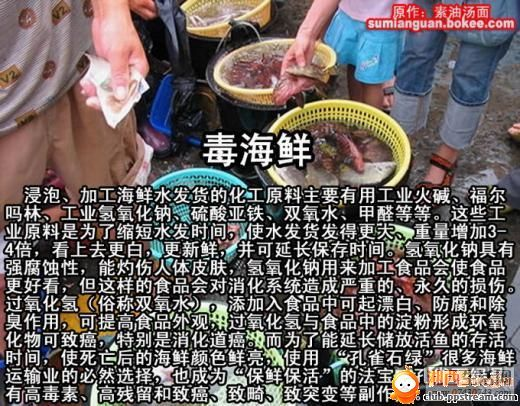 原作：素油汤面
sumianguan.bokee.com
毒海鲜
浸泡、加工海鲜水发货的化工原料主要有用工业火碱、福尔
吗林、工业氢氧化钠、硫酸亚铁、双氧水、甲醛等等。这些工
业原料是为了缩短水发时间，使水发货发得更大、重量增加3-
4倍，看上去更白，更新鲜，并可延长保存时间。氢氧化钠具有
强腐蚀性，能灼伤人体皮肤，氢氧化钠用来加工食品会使食品
更好看，但这样的食品会对消化系统造成严重的、永久的损伤。
过氧化氢（俗称双氧水），添加入食品中可起漂白、防腐和除
臭作用，可提高食品外观，过氧化氢与食品中的淀粉形成环氧
化物可致癌，特别是消化道癌。而为了能延长储放活鱼的存活
时间，使死亡后的海鲜颜色鲜亮，使用“孔雀石绿”很多海鲜
运输业的必然选择，也成为“保鲜保活”的法宝
有高毒素、高残留和致癌、致畸、致突变等副作
club.ppstream.com